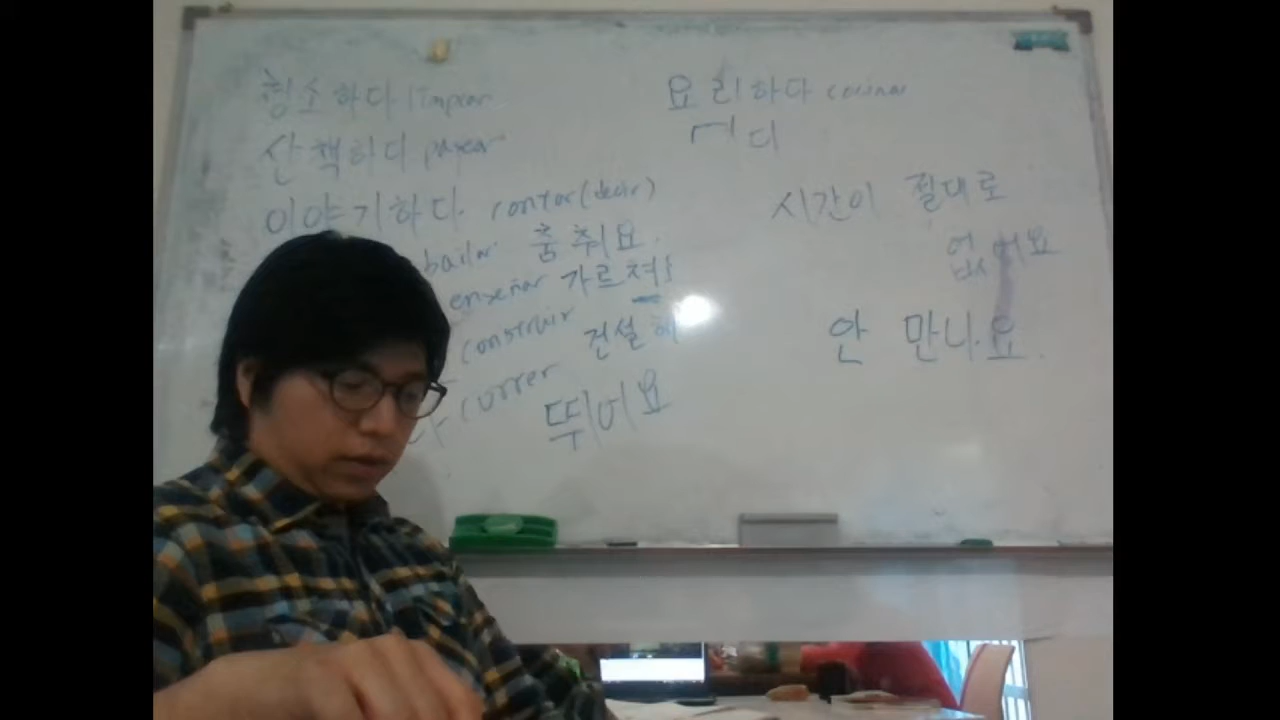 청소하다 limpiar
산책하다 pasear
이야기하다. contar (decir)
bailar 춤춰요.
enseñar 가르쳐
construir 건설해
correr 뛰어요
요리하다 cocinar
시간이 절대로
없어요
안 만나요.